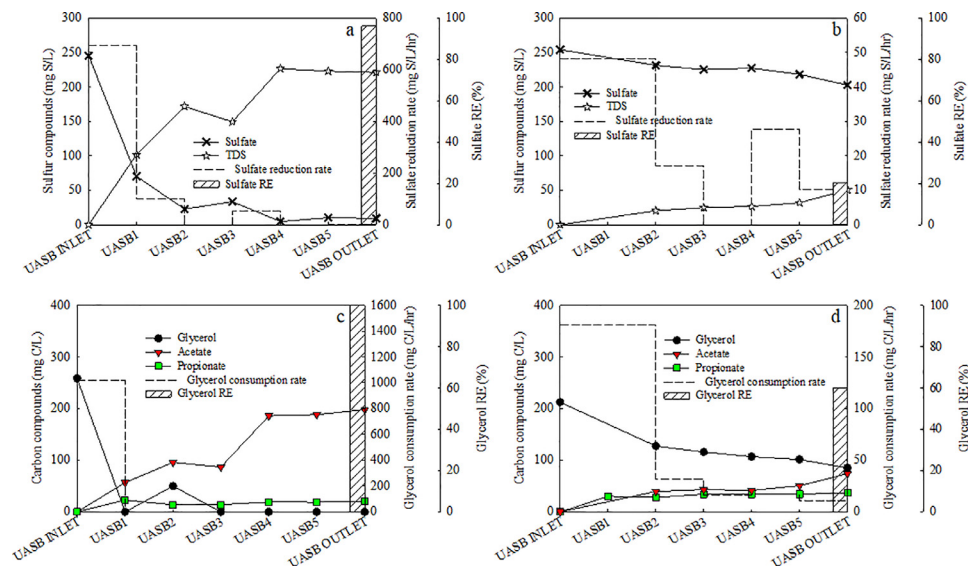 a
Sulfur compounds (mg S/L)
300
250
200
150
100
50
0
800
600
400
200
0
Sulfate reduction rate (mg S/L/hr)
100
80
60
40
20
0
Sulfate RE (%)
Sulfate
TDS
Sulfate reduction rate
Sulfate RE
UASB INLET
UASB1
UASB2
UASB3
UASB4
UASB5
UASB OUTLET
b
Sulfur compounds (mg S/L)
300
250
200
150
100
50
0
60
50
40
30
20
10
0
Sulfate reduction rate (mg S/L/hr)
100
80
60
40
20
0
Sulfate RE (%)
Sulfate
TDS
Sulfate reduction rate
Sulfate RE
UASB INLET
UASB1
UASB2
UASB3
UASB4
UASB5
UASB OUTLET
c
Carbon compounds (mg C/L)
400
300
200
100
0
1600
1400
1200
1000
800
600
400
200
0
Glycerol consumption rate (mg C/L/hr)
100
80
60
40
20
0
Glycerol RE (%)
Glycerol
Acetate
Propionate
Glycerol consumption rate
Glycerol RE
UASB INLET
UASB1
UASB2
UASB3
UASB4
UASB5
UASB OUTLET
d
Carbon compounds (mg C/L)
400
300
200
100
0
200
150
100
50
0
Glycerol consumption rate (mg C/L/hr)
100
80
60
40
20
0
Glycerol RE (%)
Glycerol
Acetate
Propionate
Glycerol consumption rate
Glycerol RE
UASB INLET
UASB1
UASB2
UASB3
UASB4
UASB5
UASB OUTLET